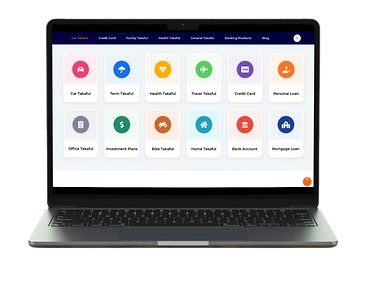 Car Takaful Credit Card Family Takaful Health Takaful General Takaful Banking Products Blog
Car Takaful Term Takaful Health Takaful Travel Takaful Credit Card Personal Loan
Office Takaful Investment Plans Bike Takaful Home Takaful Bank Account Mortgage Loan